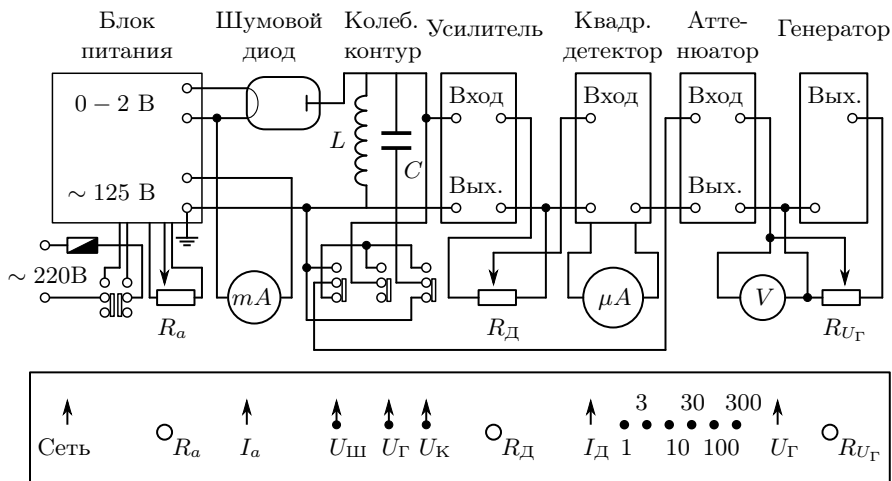 Блок питания
Шумовой диод
Колеб. контур
Усилитель
Квадр. детектор
Атте-
нюатор
Генератор
0 – 2 В
~ 125 В
L
C
Вход
Вых.
Вход
Вход
Вых.
Вых.
~ 220В
R_a
mA
R_Д
μA
V
R_{U_Г}
3 30 300
Сеть R_a I_a U_Ш U_Г U_К R_Д I_Д 1 10 100 U_Г R_{U_Г}